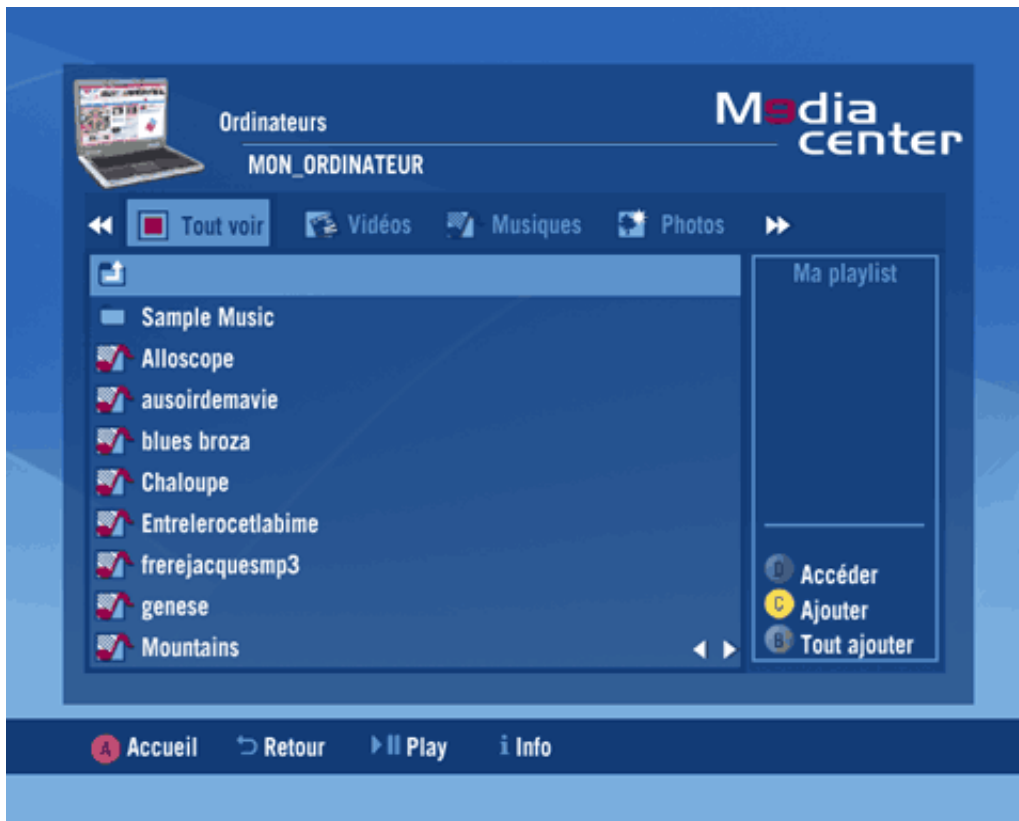 Ordinateurs
MON_ORDINATEUR
Media
center
Tout voir
Vidéos
Musiques
Photos
Ma playlist
Sample Music
Alloscope
ausoirdemavie
blues broza
Chaloupe
Entrelerocetlabime
frerejacquesmp3
genese
Mountains
D Accéder
C Ajouter
B Tout ajouter
A Accueil
Retour
Play
i Info